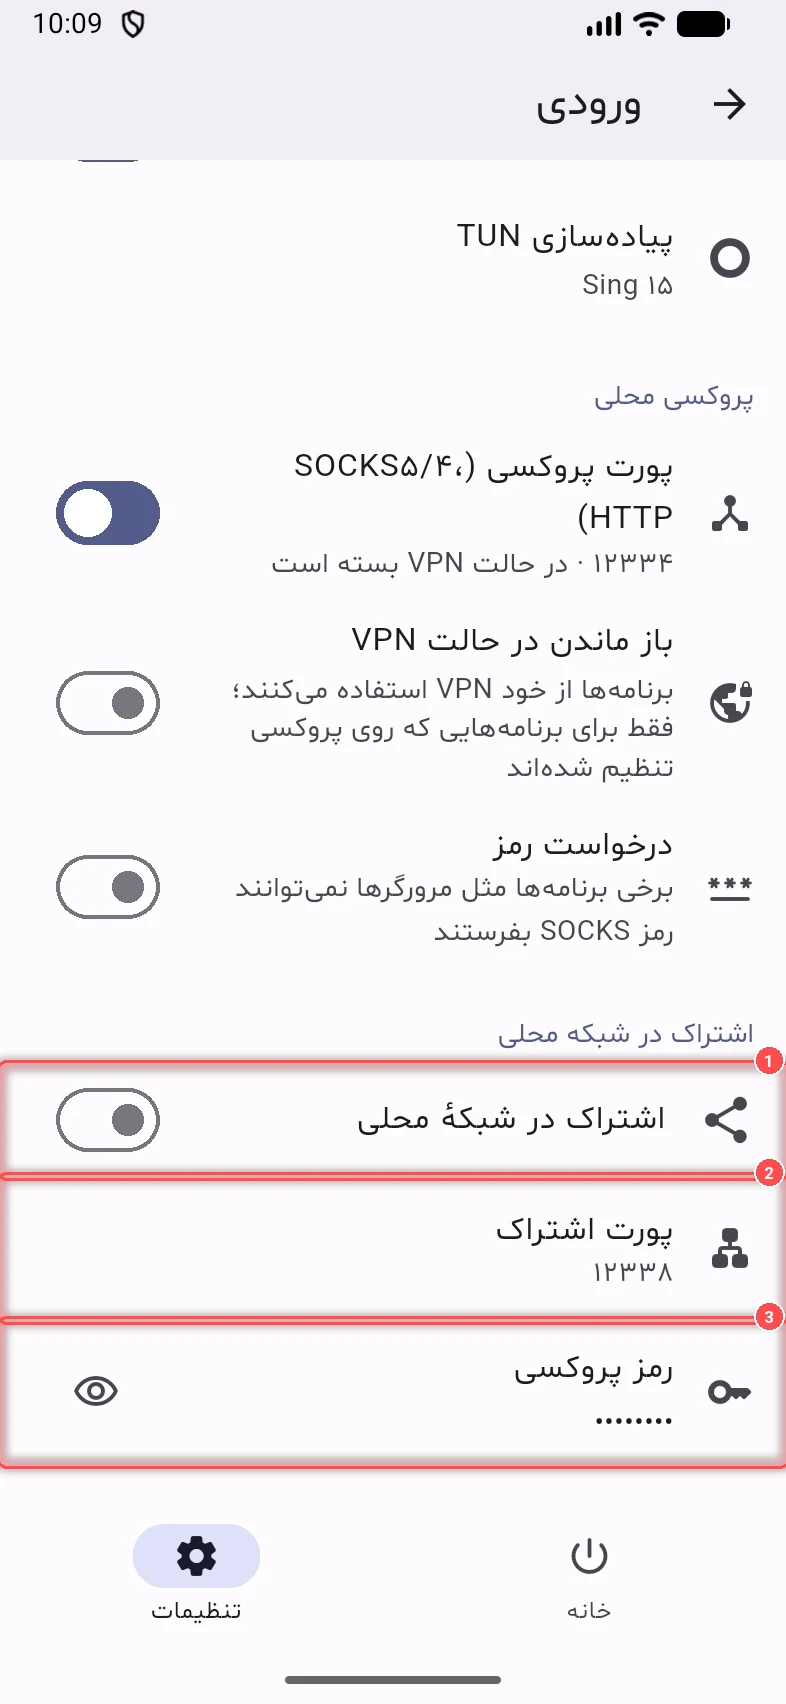 10:09
ورودی
پیاده‌سازی TUN
Sing ۱۵
پروکسی محلی
پورت پروکسی (SOCKS۵/۴،
HTTP)
۱۲۳۳۴ · در حالت VPN بسته است
باز ماندن در حالت VPN
برنامه‌ها از خود VPN استفاده می‌کنند؛
فقط برای برنامه‌هایی که روی پروکسی
تنظیم شده‌اند
درخواست رمز
برخی برنامه‌ها مثل مرورگرها نمی‌توانند
رمز SOCKS بفرستند
اشتراک در شبکه محلی
1
اشتراک در شبکهٔ محلی
2
پورت اشتراک
۱۲۳۳۸
3
رمز پروکسی
••••••••
خانه
تنظیمات